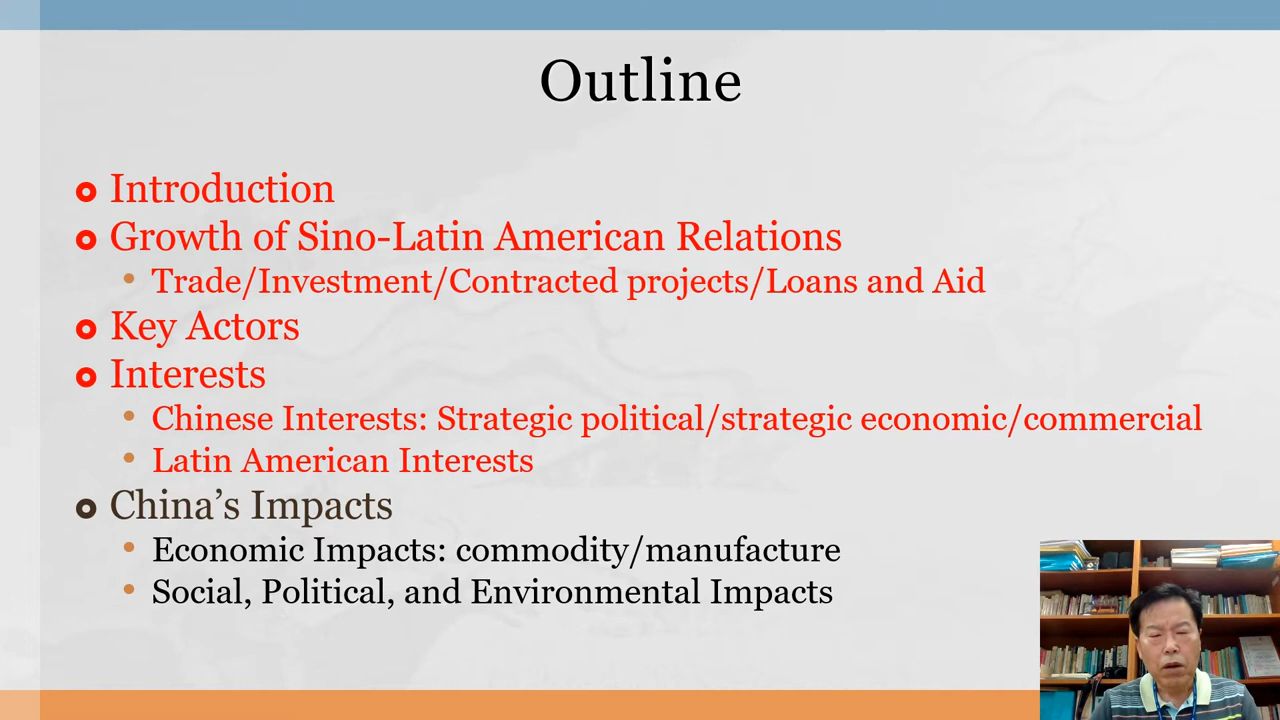 Outline
Introduction
Growth of Sino-Latin American Relations
Trade/Investment/Contracted projects/Loans and Aid
Key Actors
Interests
Chinese Interests: Strategic political/strategic economic/commercial
Latin American Interests
China’s Impacts
Economic Impacts: commodity/manufacture
Social, Political, and Environmental Impacts